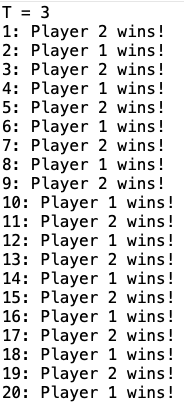 T = 3
1: Player 2 wins!
2: Player 1 wins!
3: Player 2 wins!
4: Player 1 wins!
5: Player 2 wins!
6: Player 1 wins!
7: Player 2 wins!
8: Player 1 wins!
9: Player 2 wins!
10: Player 1 wins!
11: Player 2 wins!
12: Player 1 wins!
13: Player 2 wins!
14: Player 1 wins!
15: Player 2 wins!
16: Player 1 wins!
17: Player 2 wins!
18: Player 1 wins!
19: Player 2 wins!
20: Player 1 wins!